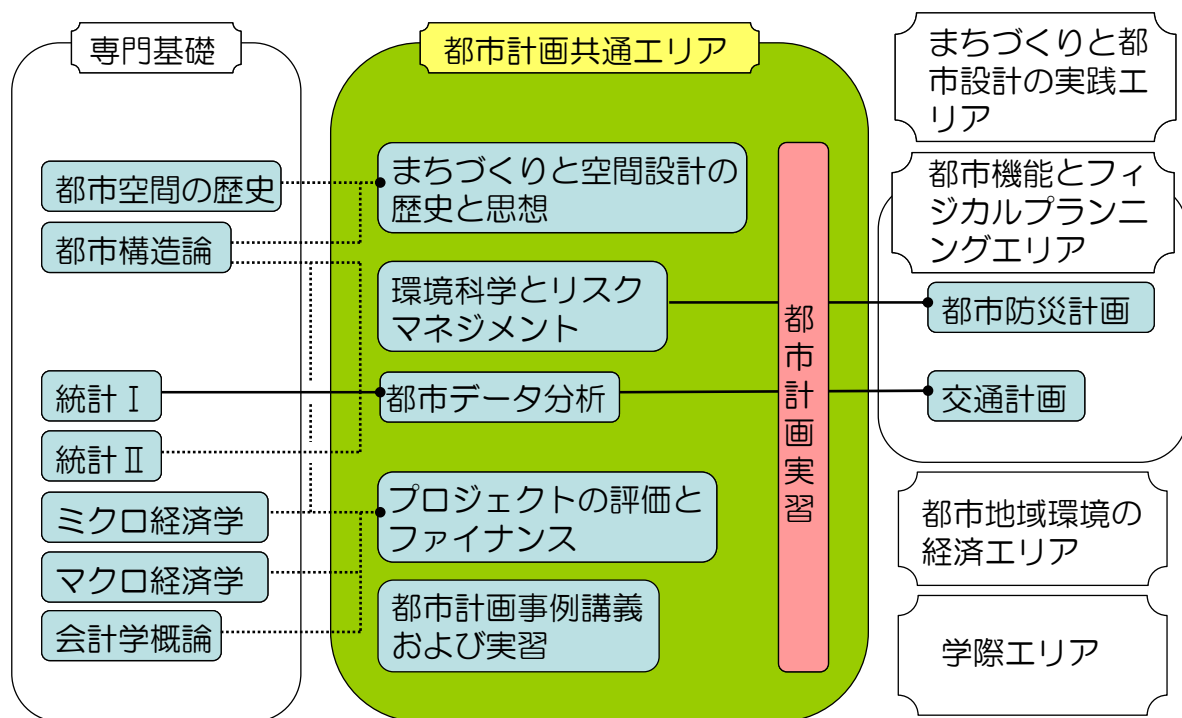 専門基礎
都市空間の歴史
都市構造論
統計Ⅰ
統計Ⅱ
ミクロ経済学
マクロ経済学
会計学概論
都市計画共通エリア
まちづくりと空間設計の
歴史と思想
環境科学とリスク
マネジメント
都市データ分析
プロジェクトの評価と
ファイナンス
都市計画事例講義
および実習
都市計画実習
まちづくりと都
市設計の実践エ
リア
都市機能とフィ
ジカルプランニ
ングエリア
都市防災計画
交通計画
都市地域環境の
経済エリア
学際エリア